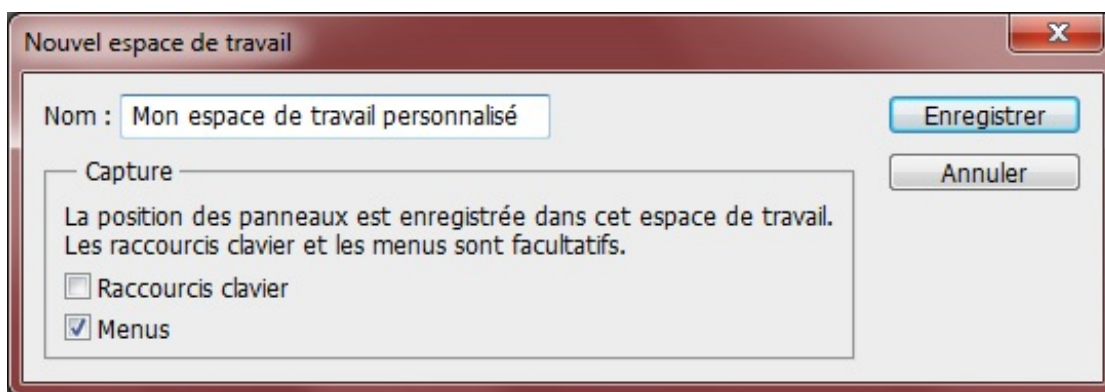 Nouvel espace de travail
Nom : Mon espace de travail personnalisé
Enregistrer
Capture
Annuler
La position des panneaux est enregistrée dans cet espace de travail.
Les raccourcis clavier et les menus sont facultatifs.
Raccourcis clavier
Menus